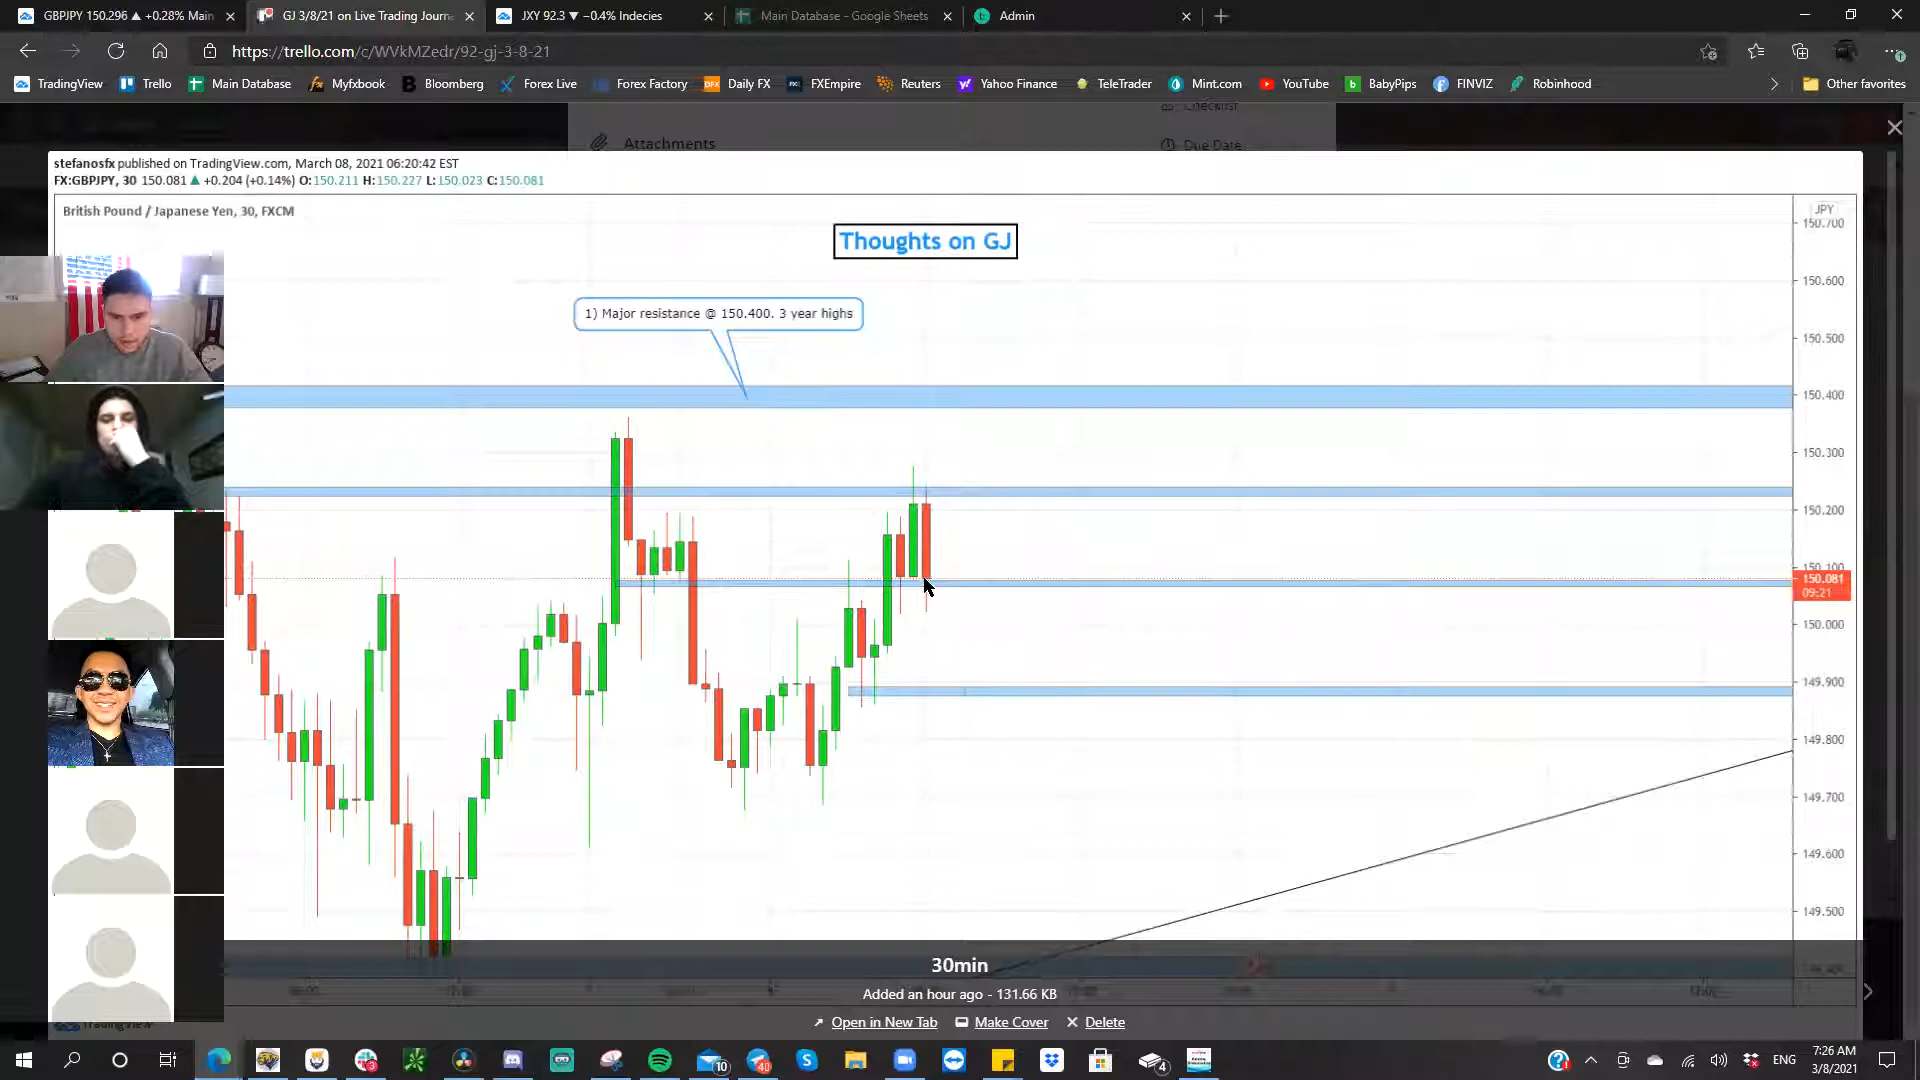 GBPJPY 150.296 ▲ +0.28% Main
GJ 3/8/21 on Live Trading Journ
JXY 92.3 ▼ −0.4% Indecies
Main Database - Google Sheets
Admin
https://trello.com/c/WVkMZedr/92-gj-3-8-21
TradingView
Trello
Main Database
Myfxbook
Bloomberg
Forex Live
Forex Factory
Daily FX
FXEmpire
Reuters
Yahoo Finance
TeleTrader
Mint.com
YouTube
BabyPips
FINVIZ
Robinhood
Other favorites
Checklist
Attachments
Due Date
stefanosfx published on TradingView.com, March 08, 2021 06:20:42 EST
FX:GBPJPY, 30 150.081 ▲ +0.204 (+0.14%) O:150.211 H:150.227 L:150.023 C:150.081
British Pound / Japanese Yen, 30, FXCM
JPY
150.700
Thoughts on GJ
150.600
1) Major resistance @ 150.400. 3 year highs
150.500
150.400
150.300
150.200
150.100
150.081
09:21
150.000
149.900
149.800
149.700
149.600
149.500
30min
Added an hour ago - 131.66 KB
Open in New Tab
Make Cover
Delete
TradingView
10
40
4
ENG
7:26 AM
3/8/2021